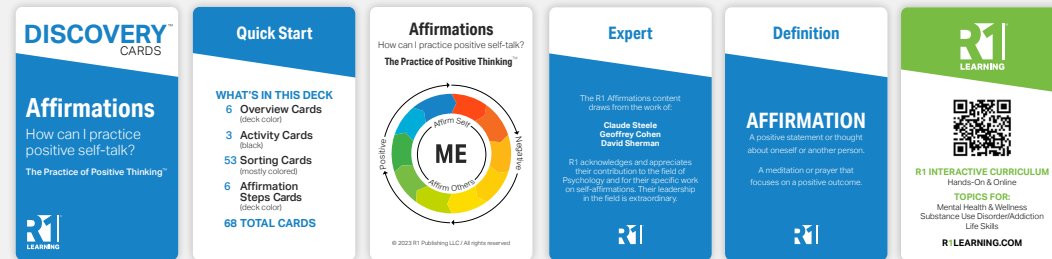 DISCOVERY™
CARDS
Affirmations
How can I practice
positive self-talk?
The Practice of Positive Thinking™
R1
LEARNING
Quick Start
WHAT'S IN THIS DECK
6 Overview Cards
(deck color)
3 Activity Cards
(black)
53 Sorting Cards
(mostly colored)
6 Affirmation
Steps Cards
(deck color)
68 TOTAL CARDS
Affirmations
How can I practice positive self-talk?
The Practice of Positive Thinking™
Positive
Affirm Self
ME
Affirm Others
Negative
© 2023 R1 Publishing LLC / All rights reserved
Expert
The R1 Affirmations content
draws from the work of:
Claude Steele
Geoffrey Cohen
David Sherman
R1 acknowledges and appreciates
their contribution to the field of
Psychology and for their specific work
on self-affirmations. Their leadership
in the field is extraordinary.
R1
Definition
AFFIRMATION
A positive statement or thought
about oneself or another person.
A meditation or prayer that
focuses on a positive outcome.
R1
R1
LEARNING
R1 INTERACTIVE CURRICULUM
Hands-On & Online
TOPICS FOR:
Mental Health & Wellness
Substance Use Disorder/Addiction
Life Skills
R1LEARNING.COM